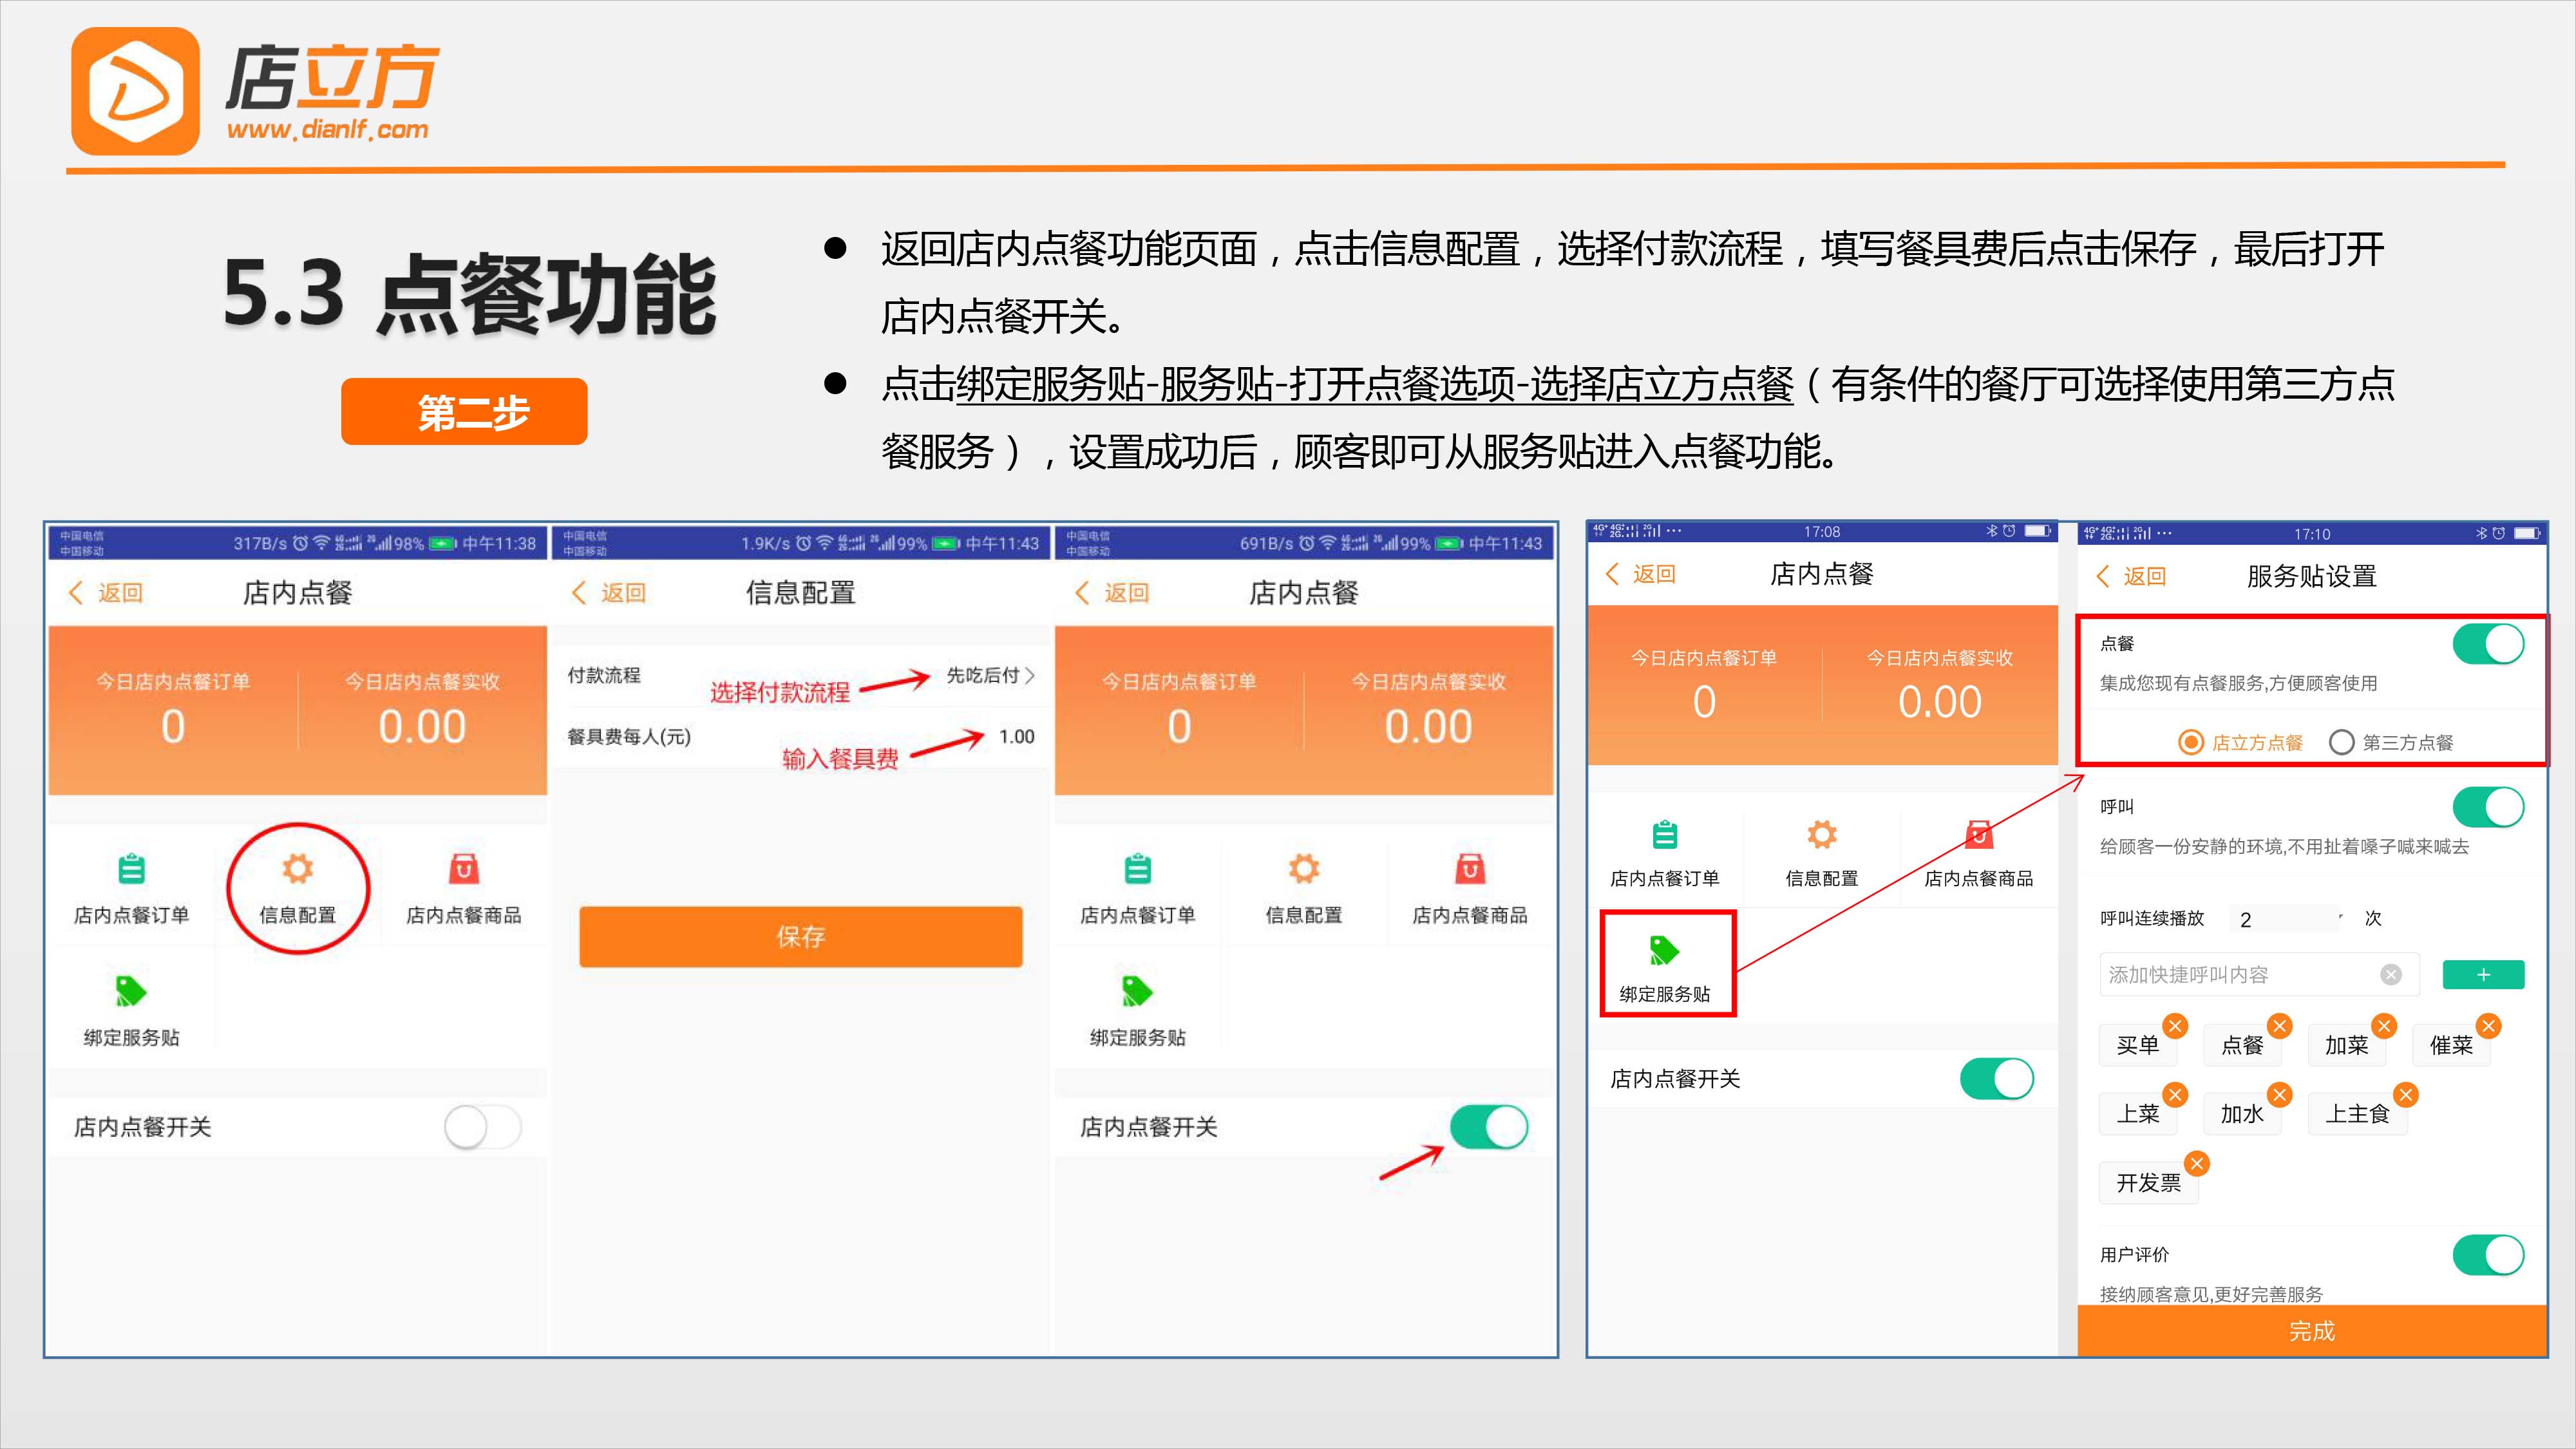 店立方
www.dianlf.com
5.3 点餐功能
第二步
● 返回店内点餐功能页面，点击信息配置，选择付款流程，填写餐具费后点击保存，最后打开
店内点餐开关。
● 点击绑定服务贴-服务贴-打开点餐选项-选择店立方点餐（有条件的餐厅可选择使用第三方点
餐服务），设置成功后，顾客即可从服务贴进入点餐功能。
中国电信
中国移动
317B/s 98% 中午11:38
返回 店内点餐
今日店内点餐订单 今日店内点餐实收
0 0.00
店内点餐订单 信息配置 店内点餐商品
绑定服务贴
店内点餐开关
中国电信
中国移动
1.9K/s 99% 中午11:43
返回 信息配置
付款流程 选择付款流程 先吃后付
餐具费每人(元) 输入餐具费 1.00
保存
中国电信
中国移动
691B/s 99% 中午11:43
返回 店内点餐
今日店内点餐订单 今日店内点餐实收
0 0.00
店内点餐订单 信息配置 店内点餐商品
绑定服务贴
店内点餐开关
17:08
返回 店内点餐
今日店内点餐订单 今日店内点餐实收
0 0.00
店内点餐订单 信息配置 店内点餐商品
绑定服务贴
店内点餐开关
17:10
返回 服务贴设置
点餐
集成您现有点餐服务,方便顾客使用
店立方点餐 第三方点餐
呼叫
给顾客一份安静的环境,不用扯着嗓子喊来喊去
呼叫连续播放 2 次
添加快捷呼叫内容 +
买单 点餐 加菜 催菜
上菜 加水 上主食
开发票
用户评价
接纳顾客意见,更好完善服务
完成